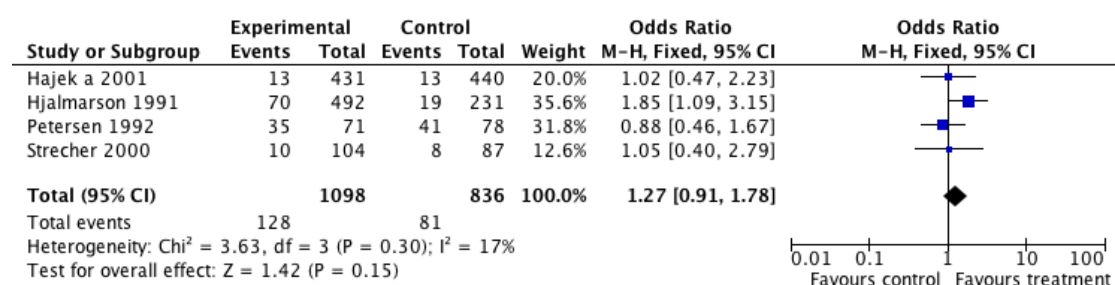 Experimental Control Odds Ratio Odds Ratio
Study or Subgroup Events Total Events Total Weight M-H, Fixed, 95% CI M-H, Fixed, 95% CI
Hajek a 2001 13 431 13 440 20.0% 1.02 [0.47, 2.23]
Hjalmarson 1991 70 492 19 231 35.6% 1.85 [1.09, 3.15]
Petersen 1992 35 71 41 78 31.8% 0.88 [0.46, 1.67]
Strecher 2000 10 104 8 87 12.6% 1.05 [0.40, 2.79]
Total (95% CI) 1098 836 100.0% 1.27 [0.91, 1.78]
Total events 128 81
Heterogeneity: Chi² = 3.63, df = 3 (P = 0.30); I² = 17%
Test for overall effect: Z = 1.42 (P = 0.15)
0.01 0.1 1 10 100
Favours control Favours treatment